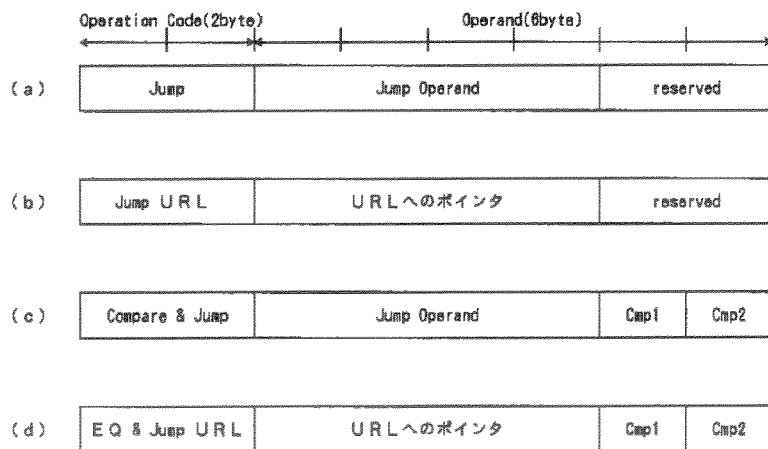 Operation Code(2byte) Operand(6byte)
(a) Jump Jump Operand reserved
(b) Jump URL URLへのポインタ reserved
(c) Compare & Jump Jump Operand Cmp1 Cmp2
(d) EQ & Jump URL URLへのポインタ Cmp1 Cmp2